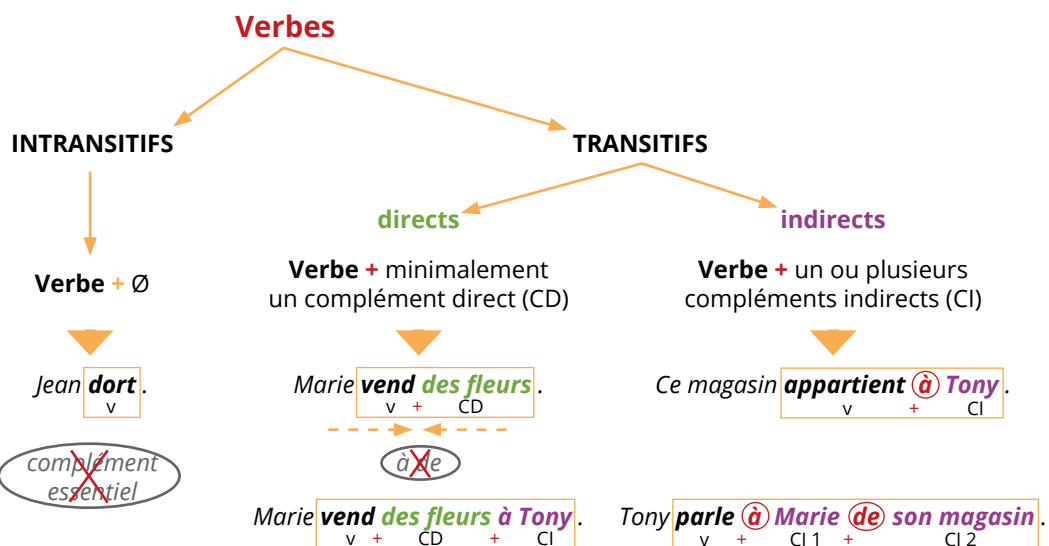 Verbes
INTRANSITIFS
TRANSITIFS
directs
indirects
Verbe + Ø
Verbe + minimalement
un complément direct (CD)
Verbe + un ou plusieurs
compléments indirects (CI)
Jean dort .
v
Marie vend des fleurs .
v + CD
Ce magasin appartient à Tony .
v + CI
complément
essentiel
à de
Marie vend des fleurs à Tony .
v + CD + CI
Tony parle à Marie de son magasin .
v + CI 1 + CI 2